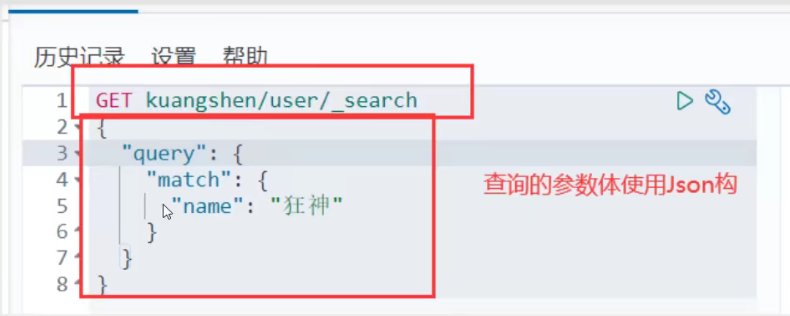 历史记录 设置 帮助
1 GET kuangshen/user/_search
2 {
3 "query": {
4 "match": {
5 "name": "狂神"
6 }
7 }
8 }
查询的参数体使用Json构